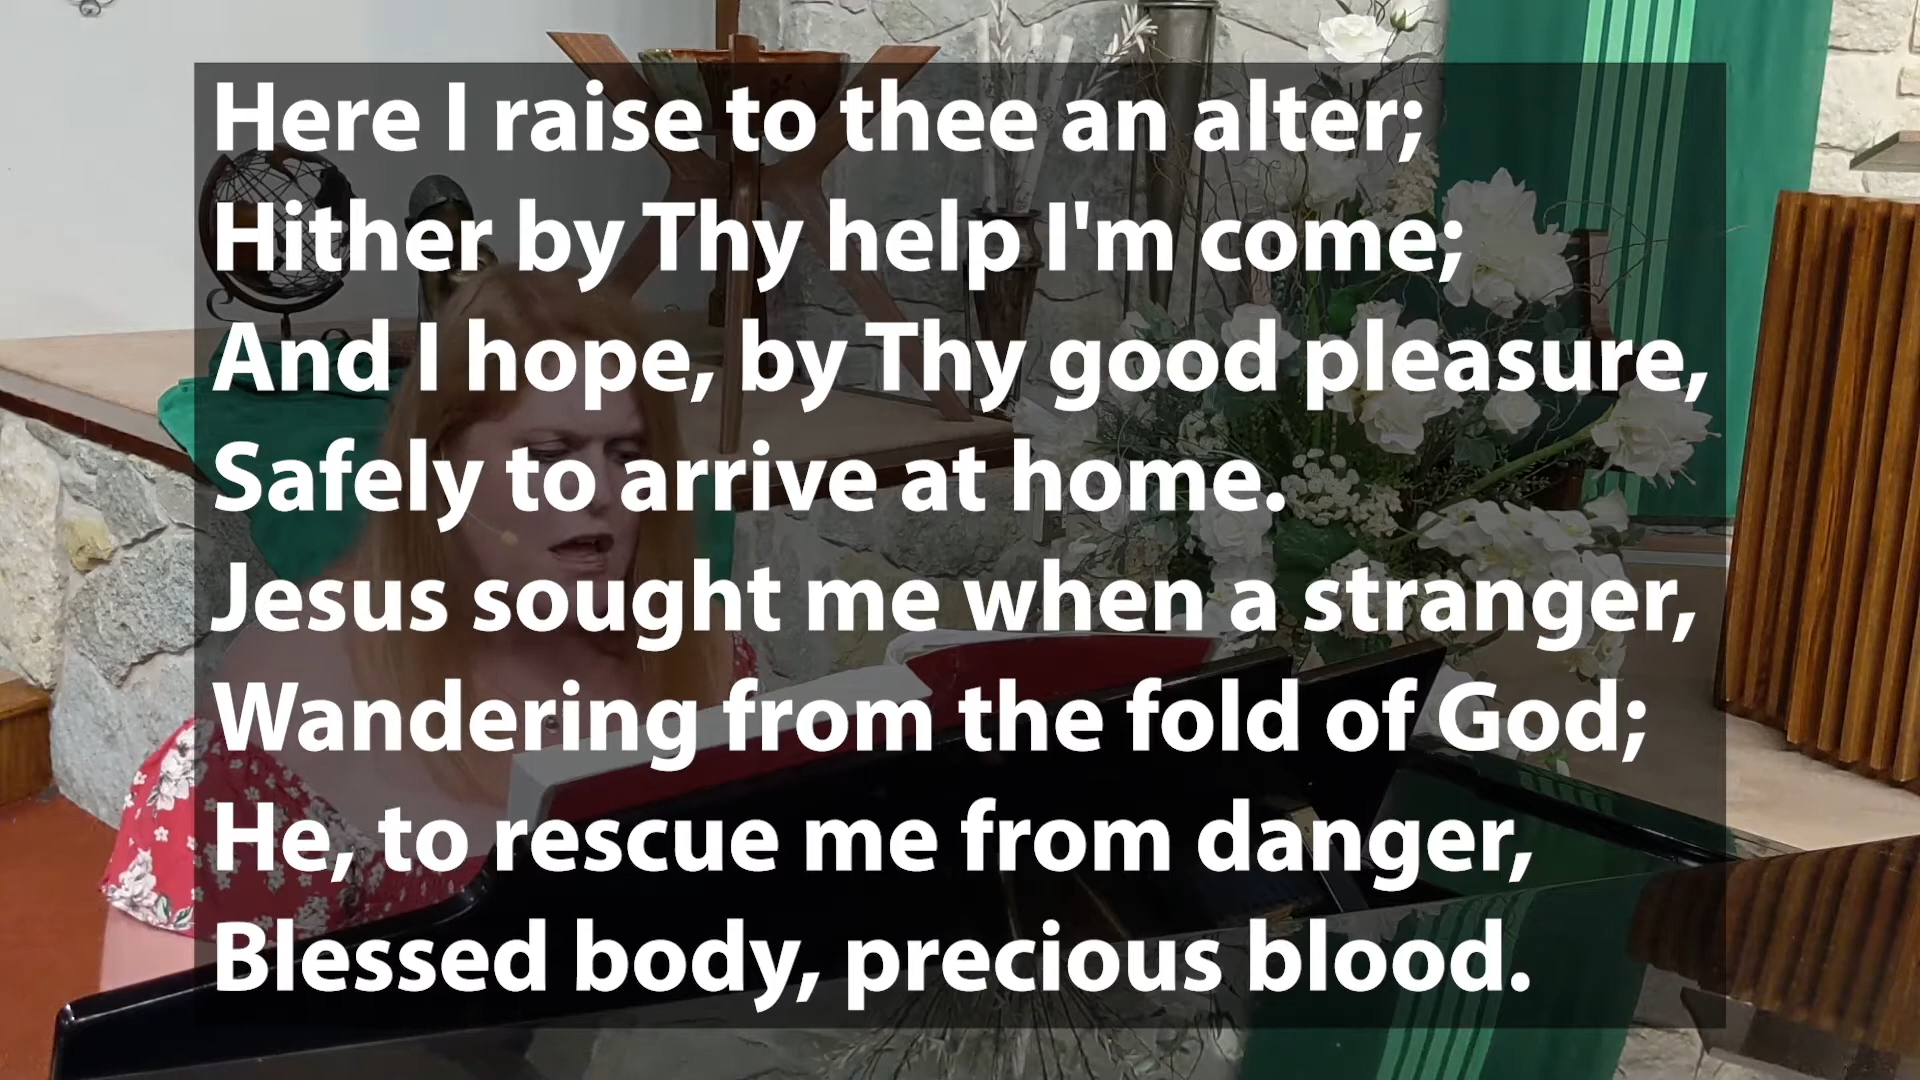 Here I raise to thee an alter;
Hither by Thy help I'm come;
And I hope, by Thy good pleasure,
Safely to arrive at home.
Jesus sought me when a stranger,
Wandering from the fold of God;
He, to rescue me from danger,
Blessed body, precious blood.